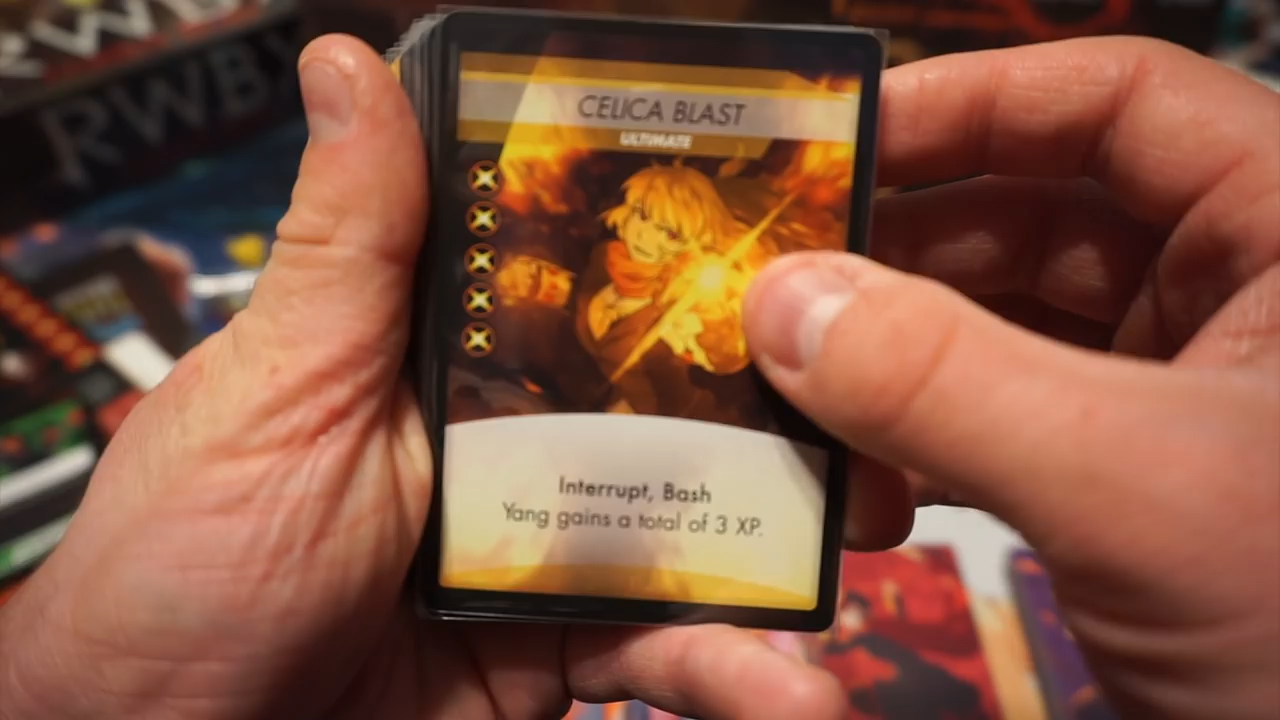 RWBY
CELICA BLAST
ULTIMATE
Interrupt, Bash
Yang gains a total of 3 XP.